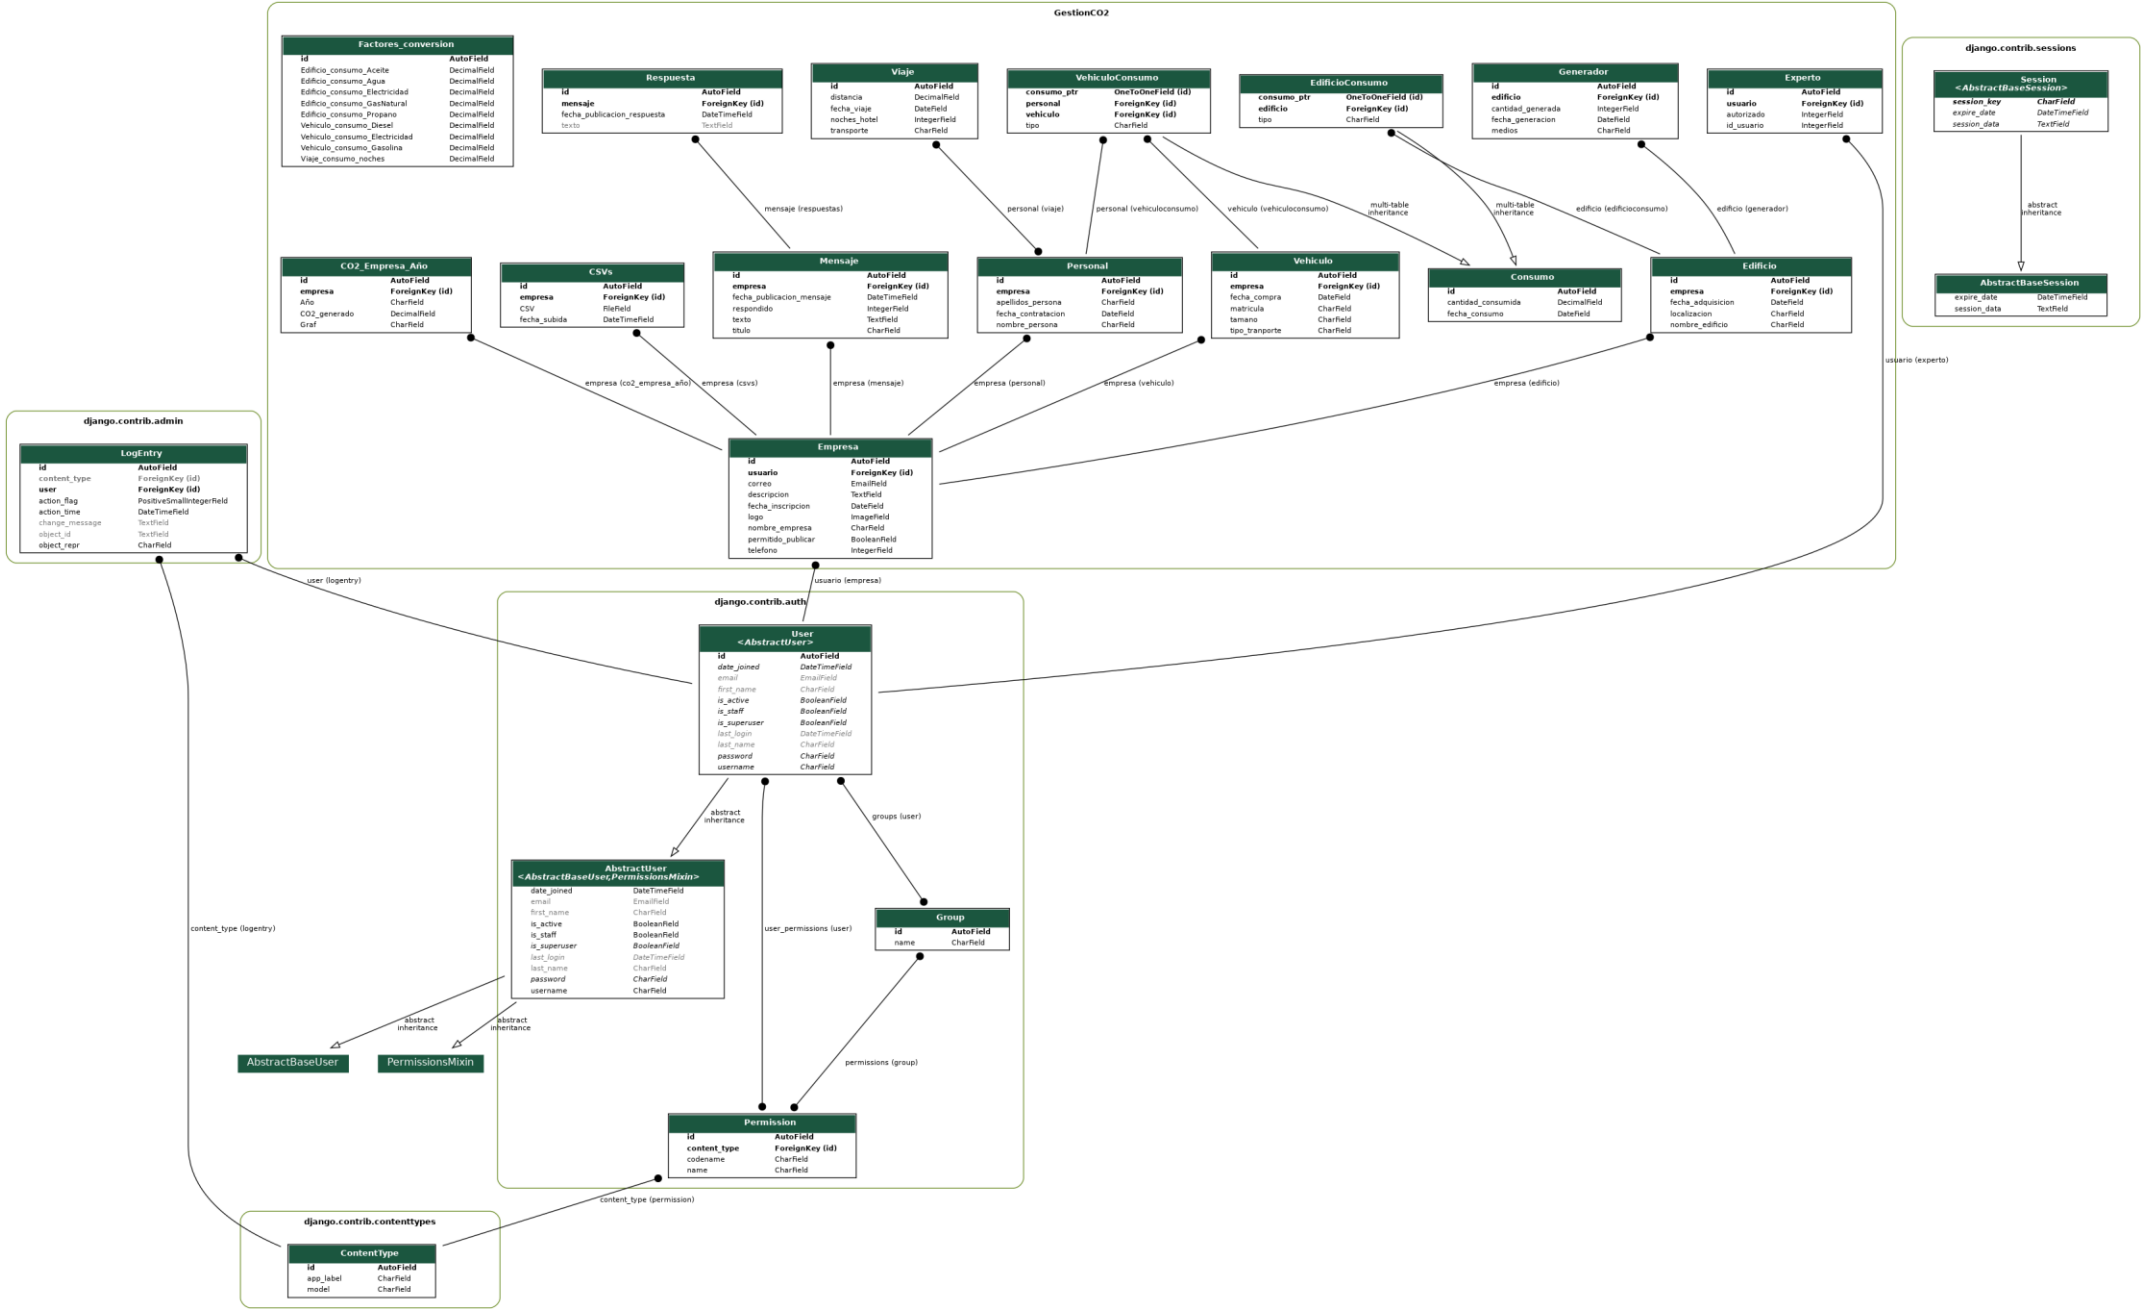 GestionCO2
Factores_conversion
id AutoField
Edificio_consumo_Aceite DecimalField
Edificio_consumo_Agua DecimalField
Edificio_consumo_Electricidad DecimalField
Edificio_consumo_GasNatural DecimalField
Edificio_consumo_Propano DecimalField
Vehiculo_consumo_Diesel DecimalField
Vehiculo_consumo_Electricidad DecimalField
Vehiculo_consumo_Gasolina DecimalField
Viaje_consumo_noches DecimalField
Respuesta
id AutoField
mensaje ForeignKey (id)
fecha_publicacion_respuesta DateTimeField
texto TextField
Viaje
id AutoField
distancia DecimalField
fecha_viaje DateField
noches_hotel IntegerField
transporte CharField
VehiculoConsumo
consumo_ptr OneToOneField (id)
personal ForeignKey (id)
vehiculo ForeignKey (id)
tipo CharField
EdificioConsumo
consumo_ptr OneToOneField (id)
edificio ForeignKey (id)
tipo CharField
Generador
id AutoField
edificio ForeignKey (id)
cantidad_generada IntegerField
fecha_generacion DateField
medios CharField
Experto
id AutoField
usuario ForeignKey (id)
autorizado IntegerField
id_usuario IntegerField
django.contrib.sessions
Session
<AbstractBaseSession>
session_key CharField
expire_date DateTimeField
session_data TextField
mensaje (respuestas)
personal (viaje)
personal (vehiculoconsumo)
vehiculo (vehiculoconsumo)
multi-table
inheritance
multi-table
inheritance
edificio (edificioconsumo)
edificio (generador)
abstract
inheritance
CO2_Empresa_Año
id AutoField
empresa ForeignKey (id)
Año CharField
CO2_generado DecimalField
Graf CharField
CSVs
id AutoField
empresa ForeignKey (id)
CSV FileField
fecha_subida DateTimeField
Mensaje
id AutoField
empresa ForeignKey (id)
fecha_publicacion_mensaje DateTimeField
respondido IntegerField
texto TextField
titulo CharField
Personal
id AutoField
empresa ForeignKey (id)
apellidos_persona CharField
fecha_contratacion DateField
nombre_persona CharField
Vehiculo
id AutoField
empresa ForeignKey (id)
fecha_compra DateField
matricula CharField
tamano CharField
tipo_tranporte CharField
Consumo
id AutoField
cantidad_consumida DecimalField
fecha_consumo DateField
Edificio
id AutoField
empresa ForeignKey (id)
fecha_adquisicion DateField
localizacion CharField
nombre_edificio CharField
AbstractBaseSession
expire_date DateTimeField
session_data TextField
usuario (experto)
empresa (co2_empresa_año)
empresa (csvs)
empresa (mensaje)
empresa (personal)
empresa (vehiculo)
empresa (edificio)
django.contrib.admin
LogEntry
id AutoField
content_type ForeignKey (id)
user ForeignKey (id)
action_flag PositiveSmallIntegerField
action_time DateTimeField
change_message TextField
object_id TextField
object_repr CharField
Empresa
id AutoField
usuario ForeignKey (id)
correo EmailField
descripcion TextField
fecha_inscripcion DateField
logo ImageField
nombre_empresa CharField
permitido_publicar BooleanField
telefono IntegerField
user (logentry)
usuario (empresa)
django.contrib.auth
User
<AbstractUser>
id AutoField
date_joined DateTimeField
email EmailField
first_name CharField
is_active BooleanField
is_staff BooleanField
is_superuser BooleanField
last_login DateTimeField
last_name CharField
password CharField
username CharField
abstract
inheritance
groups (user)
AbstractUser
<AbstractBaseUser,PermissionsMixin>
date_joined DateTimeField
email EmailField
first_name CharField
is_active BooleanField
is_staff BooleanField
is_superuser BooleanField
last_login DateTimeField
last_name CharField
password CharField
username CharField
content_type (logentry)
user_permissions (user)
Group
id AutoField
name CharField
abstract
inheritance
abstract
inheritance
AbstractBaseUser
PermissionsMixin
permissions (group)
Permission
id AutoField
content_type ForeignKey (id)
codename CharField
name CharField
content_type (permission)
django.contrib.contenttypes
ContentType
id AutoField
app_label CharField
model CharField